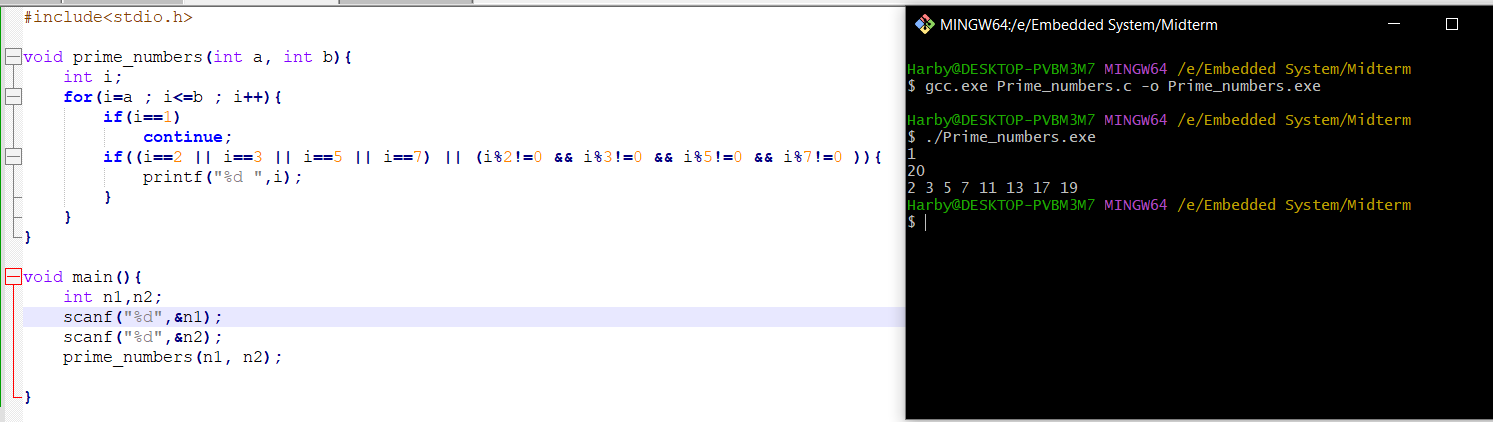 #include<stdio.h>
void prime_numbers(int a, int b){
    int i;
    for(i=a ; i<=b ; i++){
        if(i==1)
            continue;
        if((i==2 || i==3 || i==5 || i==7) || (i%2!=0 && i%3!=0 && i%5!=0 && i%7!=0 )){
            printf("%d ",i);
        }
    }
}
void main(){
    int n1,n2;
    scanf("%d",&n1);
    scanf("%d",&n2);
    prime_numbers(n1, n2);
}
MINGW64:/e/Embedded System/Midterm
Harby@DESKTOP-PVBM3M7 MINGW64 /e/Embedded System/Midterm
$ gcc.exe Prime_numbers.c -o Prime_numbers.exe
Harby@DESKTOP-PVBM3M7 MINGW64 /e/Embedded System/Midterm
$ ./Prime_numbers.exe
1
20
2 3 5 7 11 13 17 19
Harby@DESKTOP-PVBM3M7 MINGW64 /e/Embedded System/Midterm
$